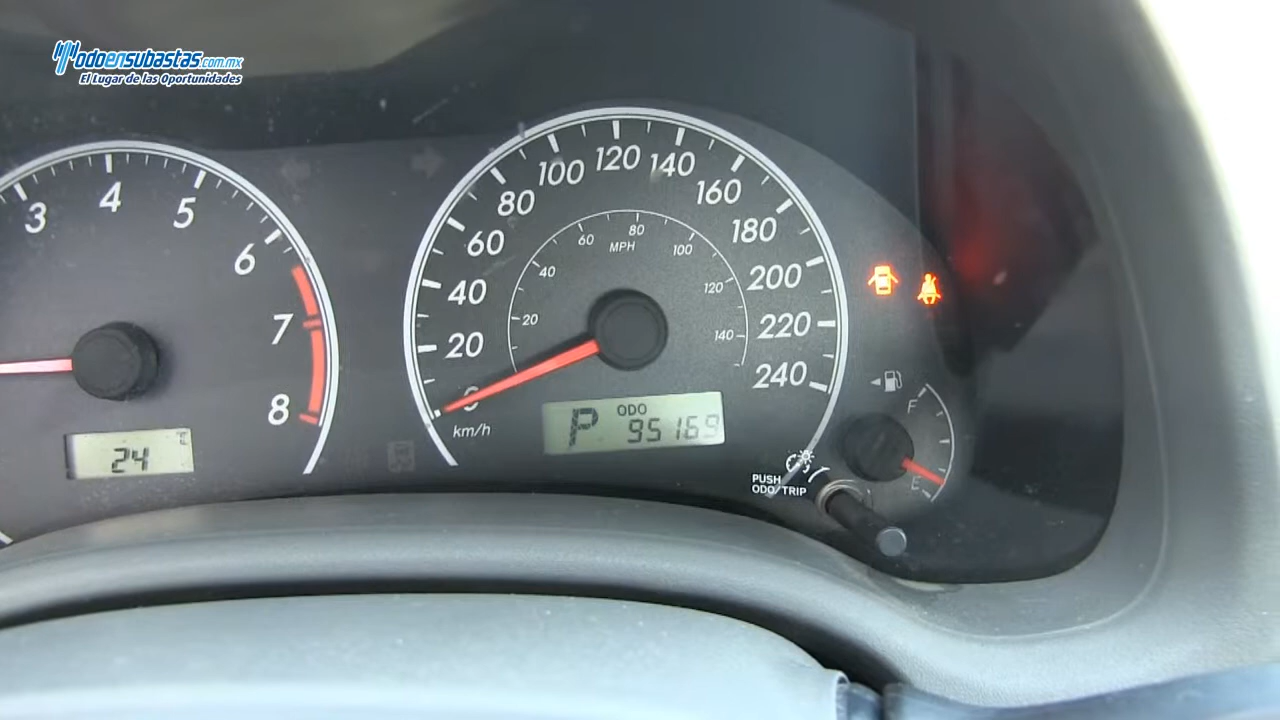 Todoensubastas.com.mx
El Lugar de las Oportunidades
3 4 5 6 7 8
24 C
0 20 40 60 80 100 120 140 160 180 200 220 240
km/h
20 40 60 80 100 120 140
MPH
P ODO 95169
F
E
PUSH
ODO/TRIP